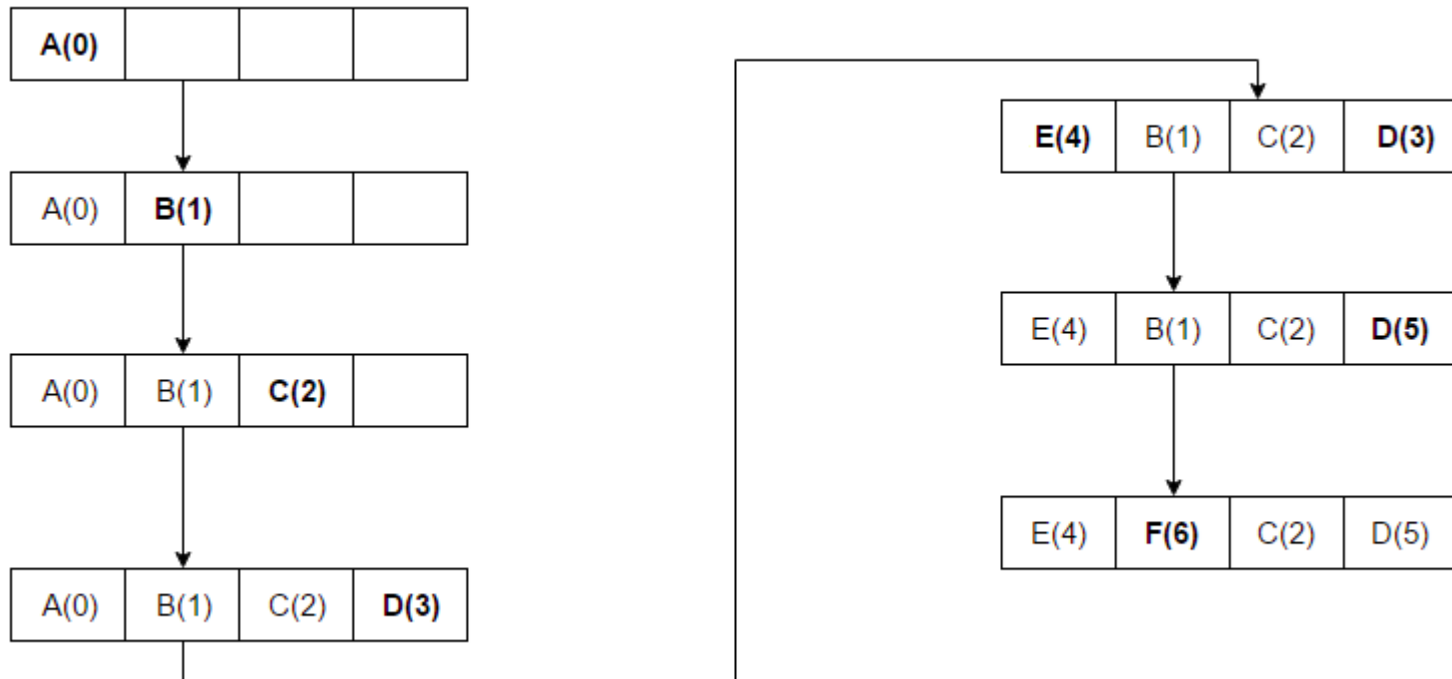 A(0)
A(0) B(1)
A(0) B(1) C(2)
A(0) B(1) C(2) D(3)
E(4) B(1) C(2) D(3)
E(4) B(1) C(2) D(5)
E(4) F(6) C(2) D(5)